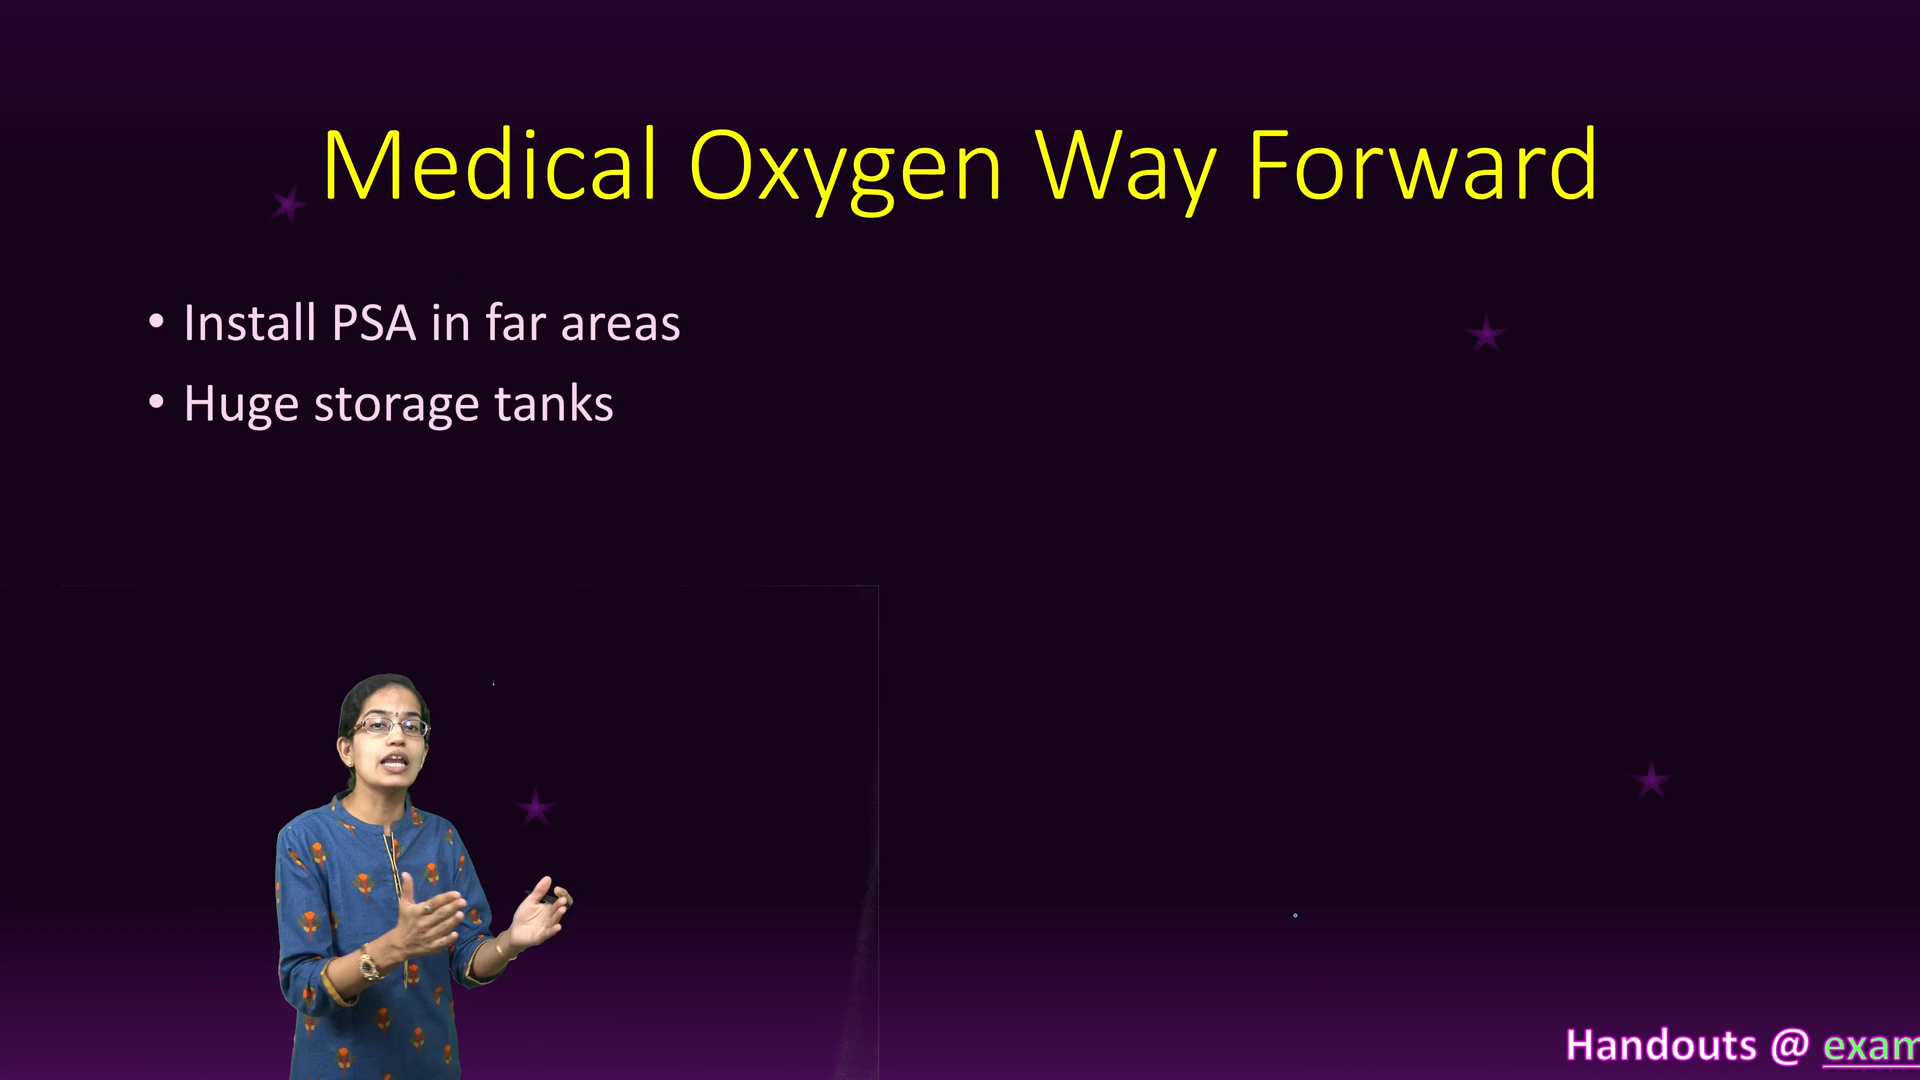 Medical Oxygen Way Forward
• Install PSA in far areas
• Huge storage tanks
Handouts @ exam